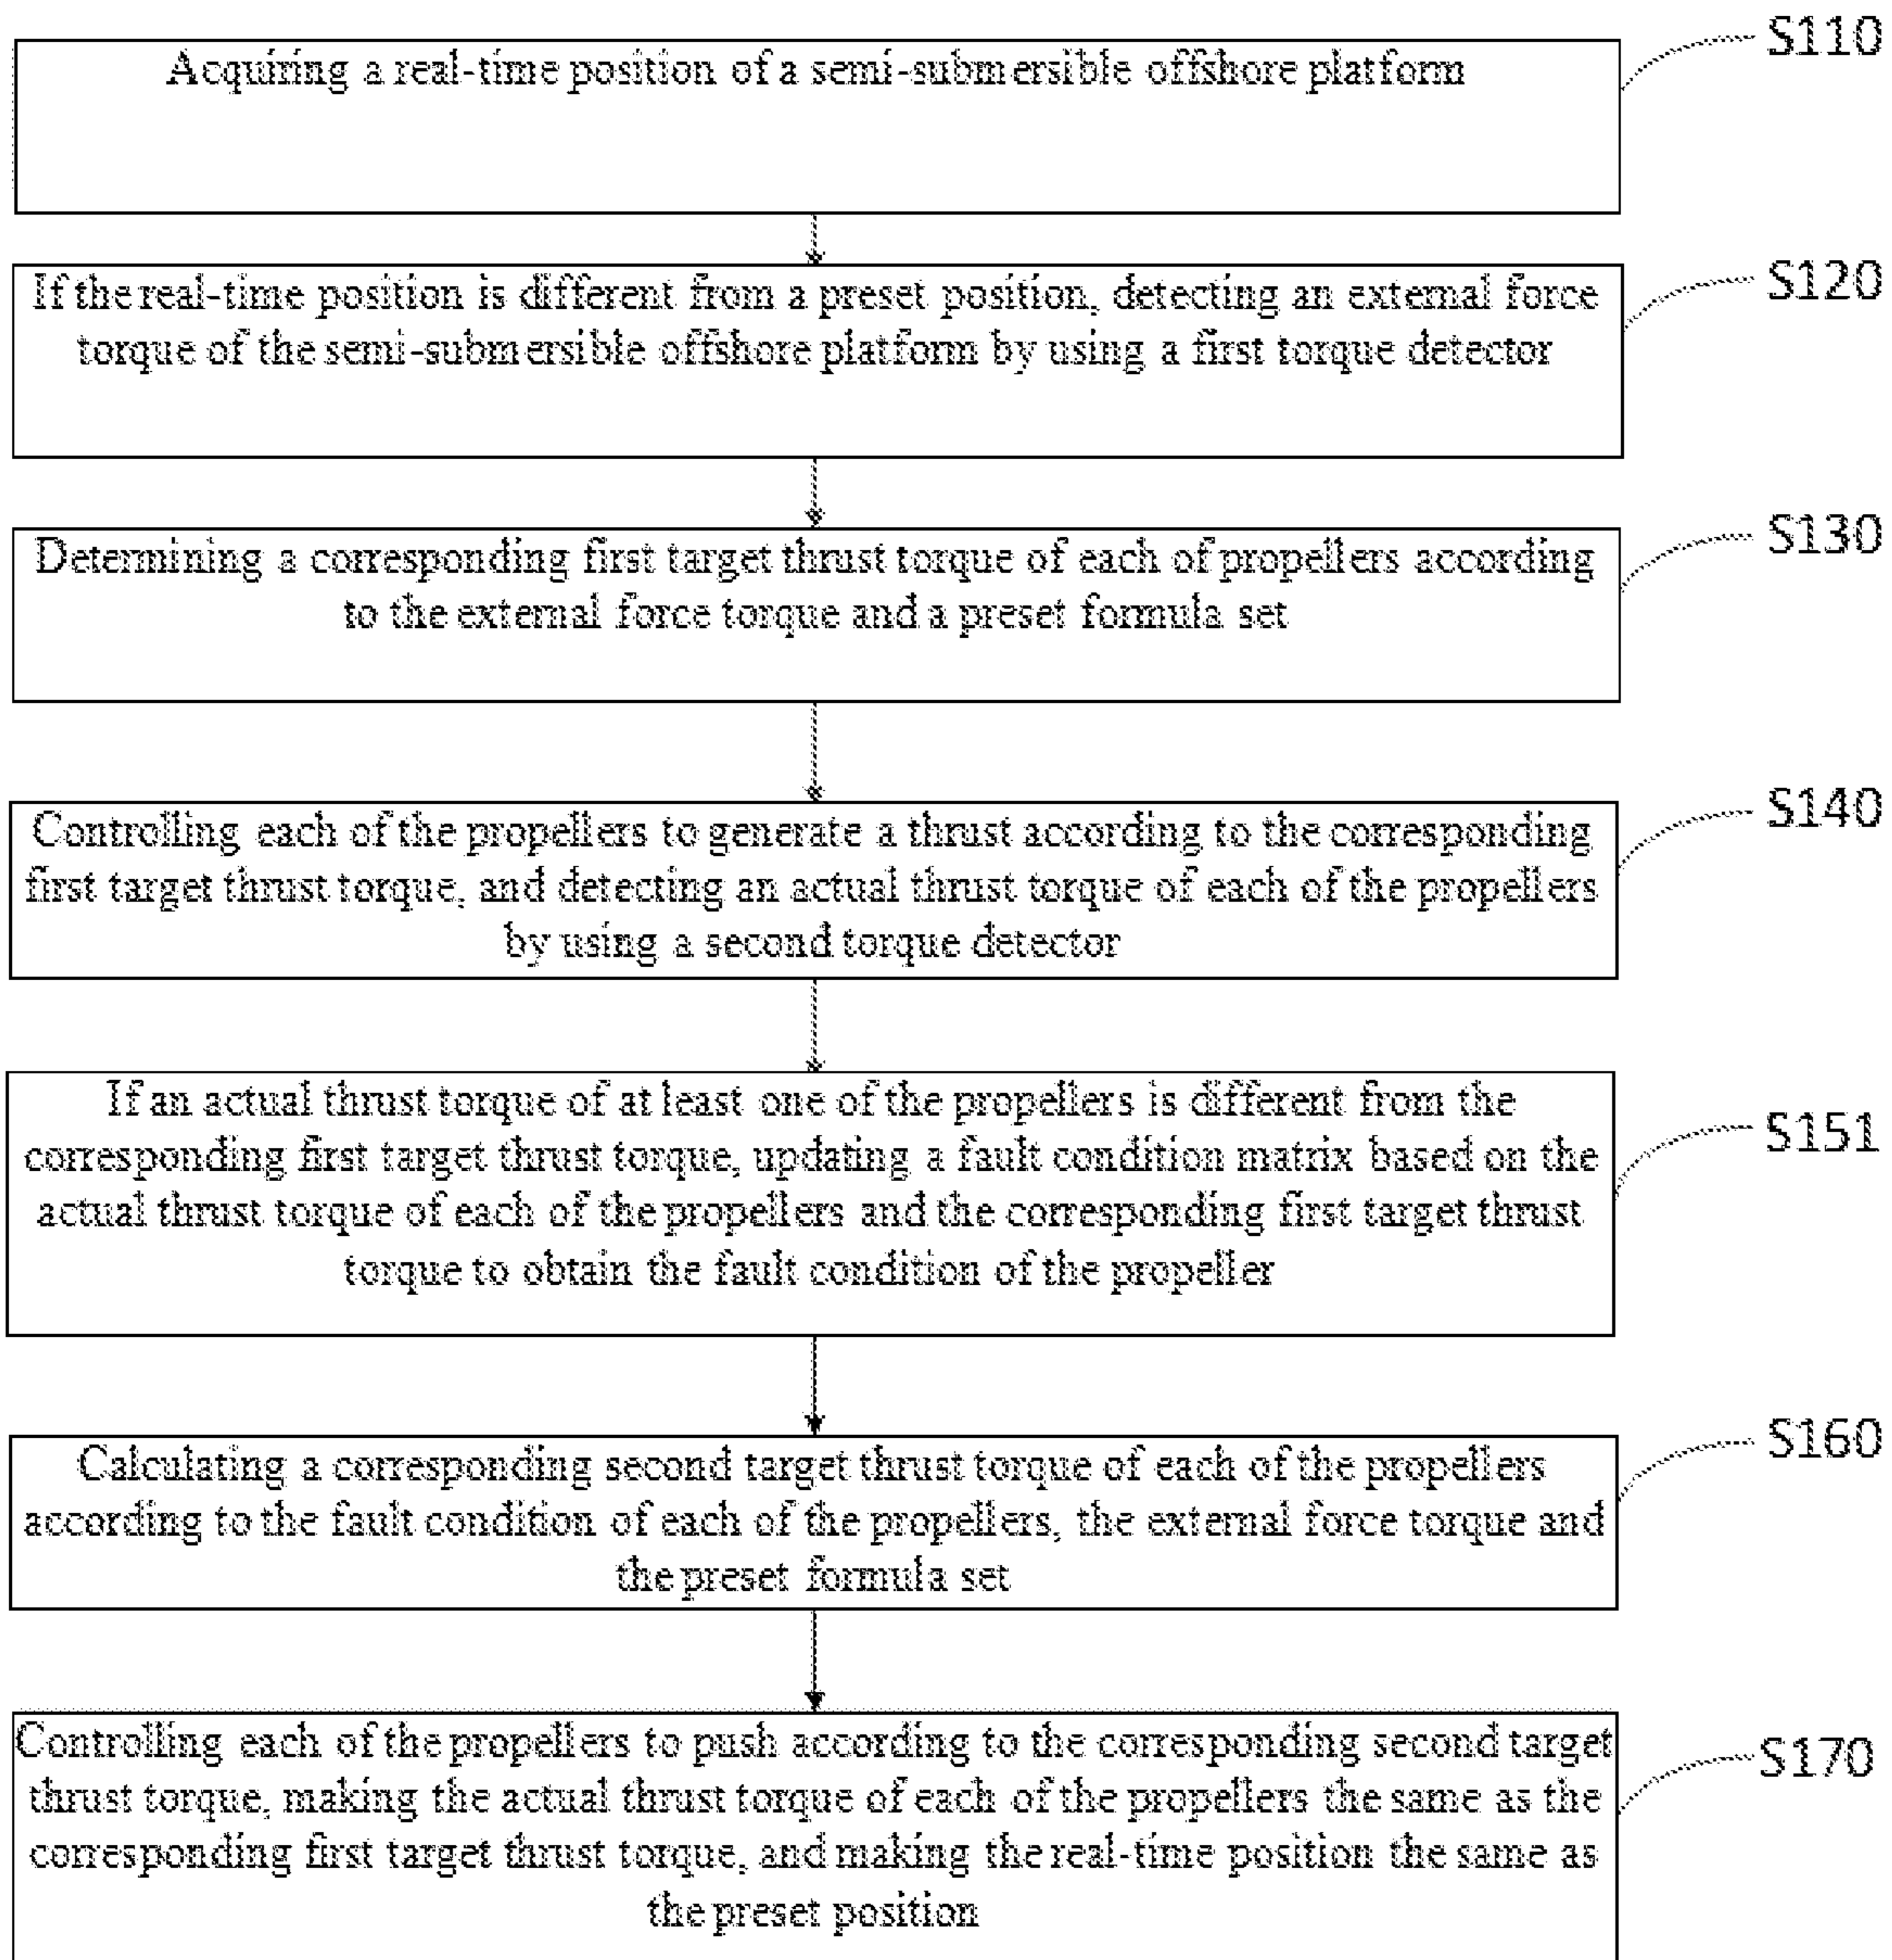 S110
Acquiring a real-time position of a semi-submersible offshore platform
S120
If the real-time position is different from a preset position, detecting an external force
torque of the semi-submersible offshore platform by using a first torque detector
S130
Determining a corresponding first target thrust torque of each of propellers according
to the external force torque and a preset formula set
S140
Controlling each of the propellers to generate a thrust according to the corresponding
first target thrust torque, and detecting an actual thrust torque of each of the propellers
by using a second torque detector
S151
If an actual thrust torque of at least one of the propellers is different from the
corresponding first target thrust torque, updating a fault condition matrix based on the
actual thrust torque of each of the propellers and the corresponding first target thrust
torque to obtain the fault condition of the propeller
S160
Calculating a corresponding second target thrust torque of each of the propellers
according to the fault condition of each of the propellers, the external force torque and
the preset formula set
S170
Controlling each of the propellers to push according to the corresponding second target
thrust torque, making the actual thrust torque of each of the propellers the same as the
corresponding first target thrust torque, and making the real-time position the same as
the preset position